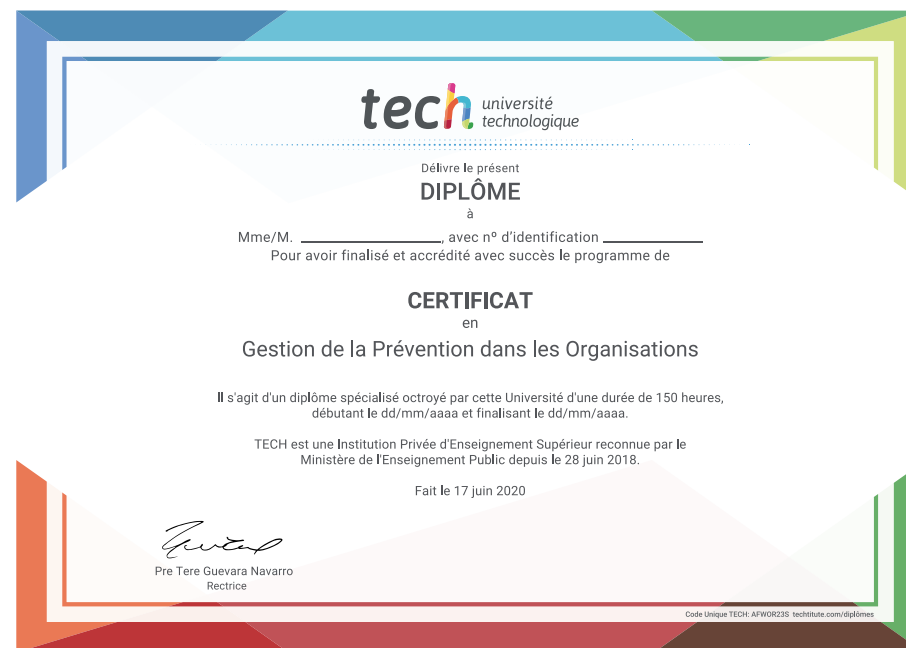 tech université
technologique
Délivre le présent
DIPLÔME
à
Mme/M. ____________________, avec nº d'identification ______________
Pour avoir finalisé et accrédité avec succès le programme de
CERTIFICAT
en
Gestion de la Prévention dans les Organisations
Il s'agit d'un diplôme spécialisé octroyé par cette Université d'une durée de 150 heures,
débutant le dd/mm/aaaa et finalisant le dd/mm/aaaa.
TECH est une Institution Privée d'Enseignement Supérieur reconnue par le
Ministère de l'Enseignement Public depuis le 28 juin 2018.
Fait le 17 juin 2020
Pre Tere Guevara Navarro
Rectrice
Code Unique TECH: AFWOR23S techtitute.com/diplômes